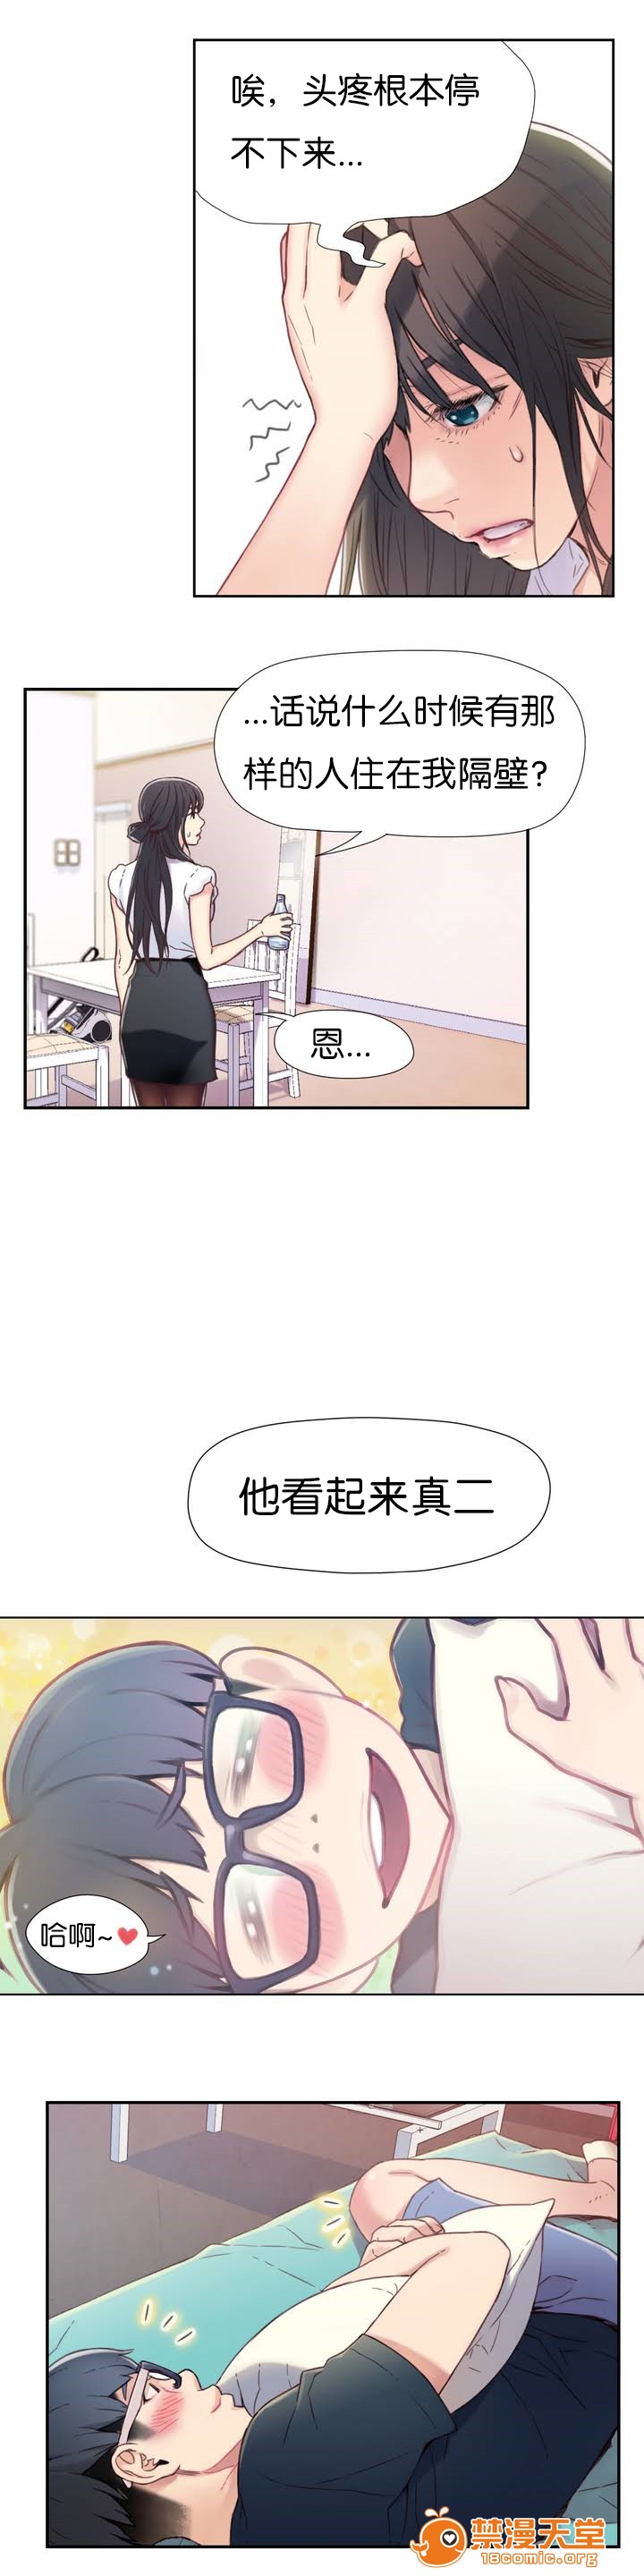 唉，头疼根本停
不下来...
...话说什么时候有那
样的人住在我隔壁?
恩...
他看起来真二
哈啊~
禁漫天堂
18comic.org